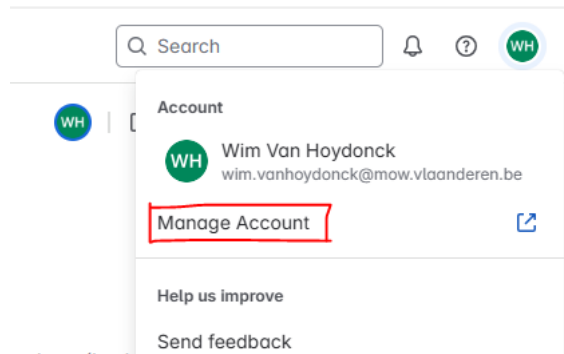 Search
WH
WH
Account
WH
Wim Van Hoydonck
wim.vanhoydonck@mow.vlaanderen.be
Manage Account
Help us improve
Send feedback